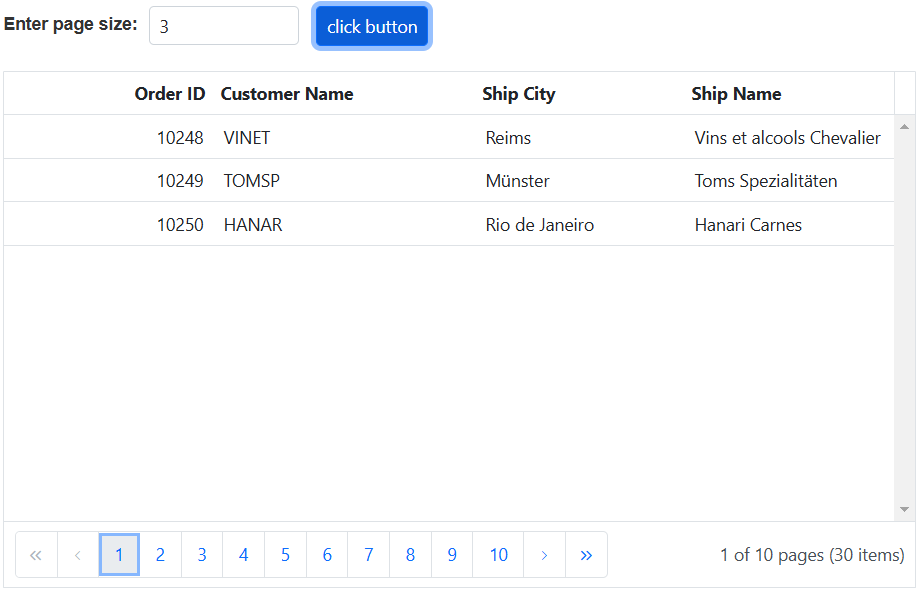 Enter page size: 3 click button
Order ID Customer Name Ship City Ship Name
10248 VINET Reims Vins et alcools Chevalier
10249 TOMSP Münster Toms Spezialitäten
10250 HANAR Rio de Janeiro Hanari Carnes
« ‹ 1 2 3 4 5 6 7 8 9 10 › » 1 of 10 pages (30 items)